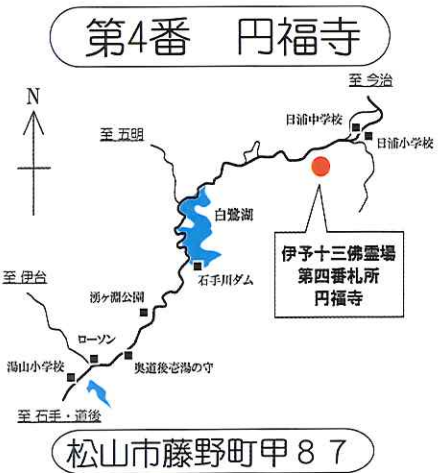 第4番 円福寺
至 今治
N
日浦中学校
日浦小学校
至 五明
白鷺湖
伊予十三佛霊場
第四番札所
円福寺
石手川ダム
至 伊台
湧ヶ淵公園
ローソン
湯山小学校
奥道後壱湯の守
至 石手・道後
松山市藤野町甲87